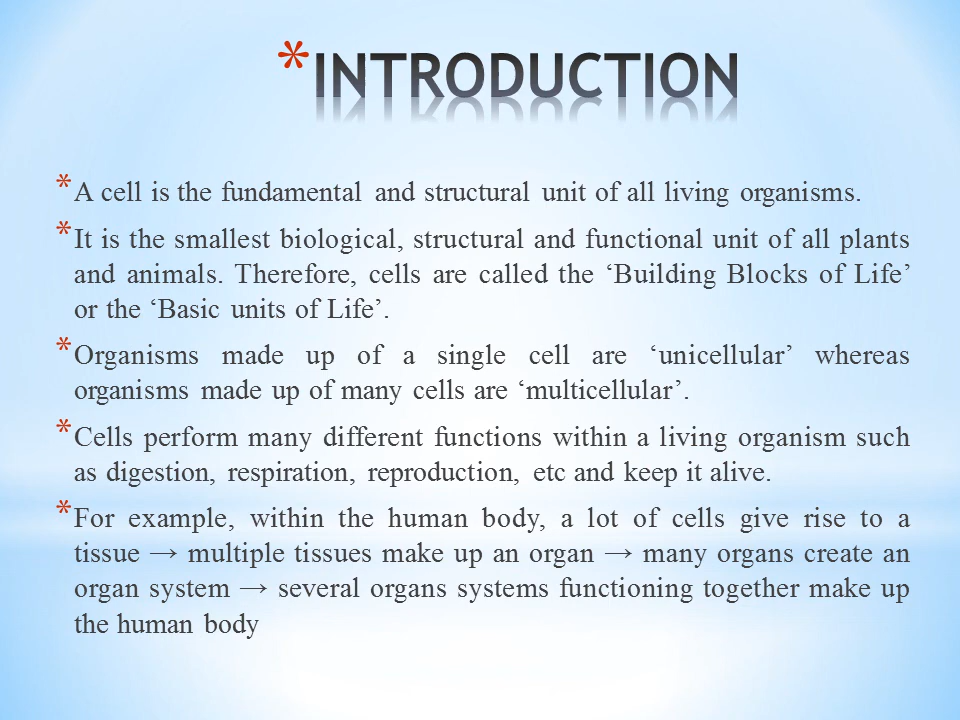 * INTRODUCTION
* A cell is the fundamental and structural unit of all living organisms.
* It is the smallest biological, structural and functional unit of all plants
and animals. Therefore, cells are called the ‘Building Blocks of Life’
or the ‘Basic units of Life’.
* Organisms made up of a single cell are ‘unicellular’ whereas
organisms made up of many cells are ‘multicellular’.
* Cells perform many different functions within a living organism such
as digestion, respiration, reproduction, etc and keep it alive.
* For example, within the human body, a lot of cells give rise to a
tissue → multiple tissues make up an organ → many organs create an
organ system → several organs systems functioning together make up
the human body